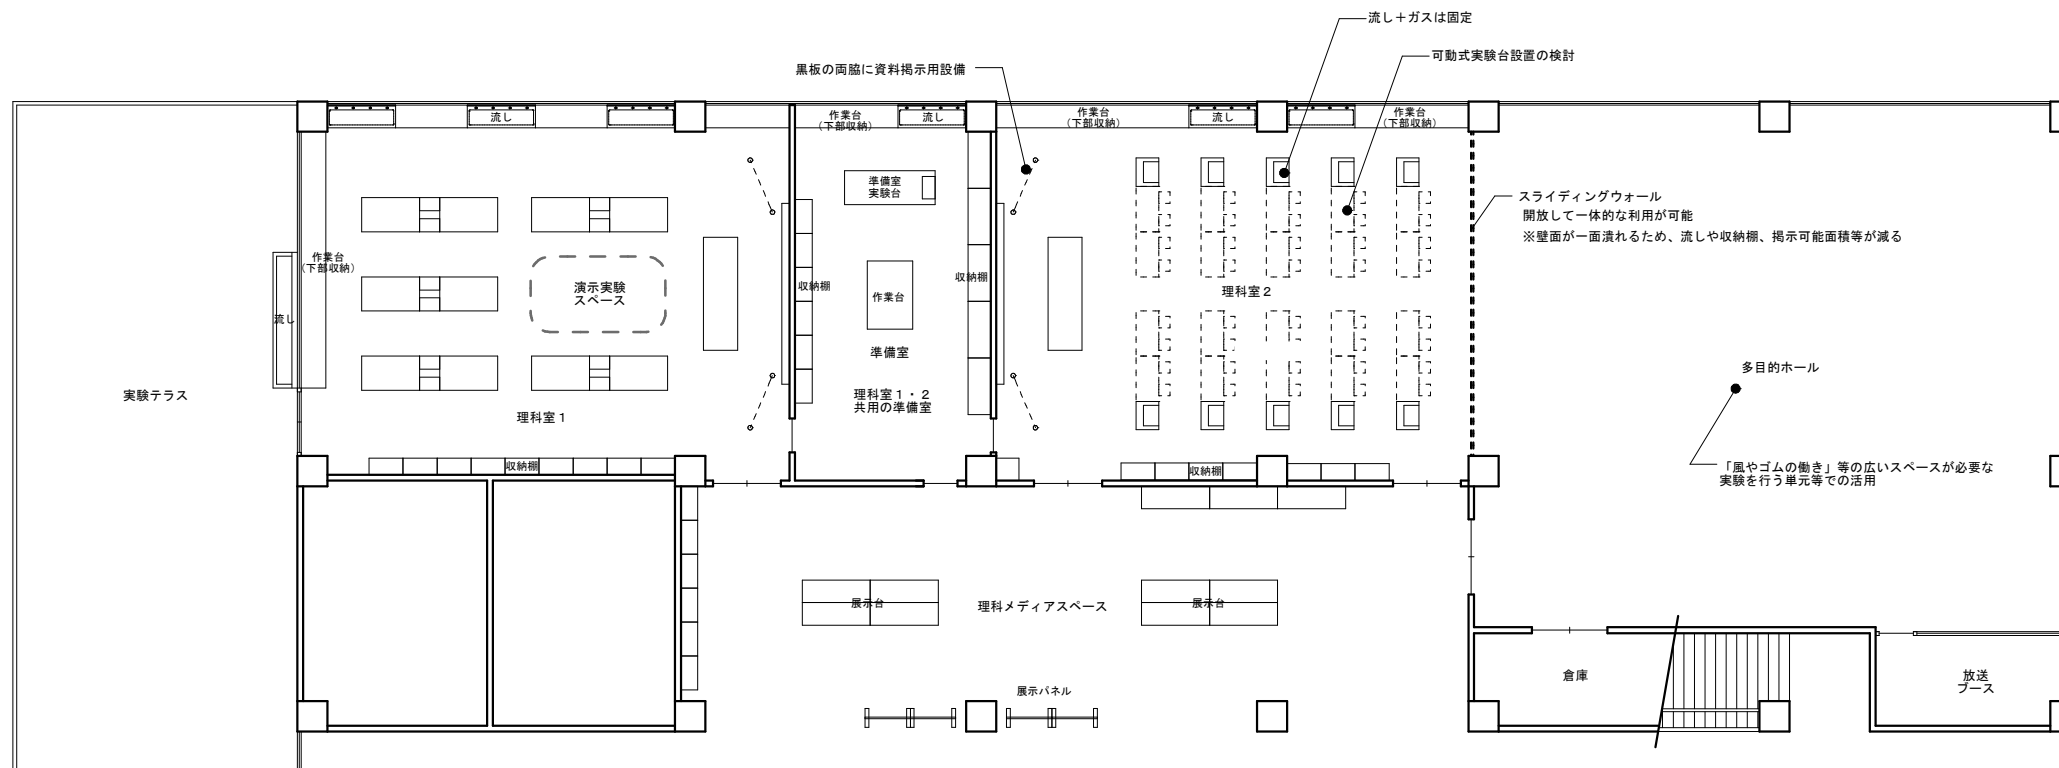 流し＋ガスは固定
可動式実験台設置の検討
黒板の両脇に資料掲示用設備
流し
作業台
（下部収納）
流し
作業台
（下部収納）
流し
作業台
（下部収納）
準備室
実験台
スライディングウォール
開放して一体的な利用が可能
※壁面が一面潰れるため、流しや収納棚、掲示可能面積等が減る
作業台
（下部収納）
演示実験
スペース
収納棚
作業台
収納棚
理科室２
流し
準備室
多目的ホール
実験テラス
理科室１・２
共用の準備室
理科室１
収納棚
収納棚
「風やゴムの働き」等の広いスペースが必要な
実験を行う単元等での活用
展示台
理科メディアスペース
展示台
展示パネル
倉庫
放送
ブース